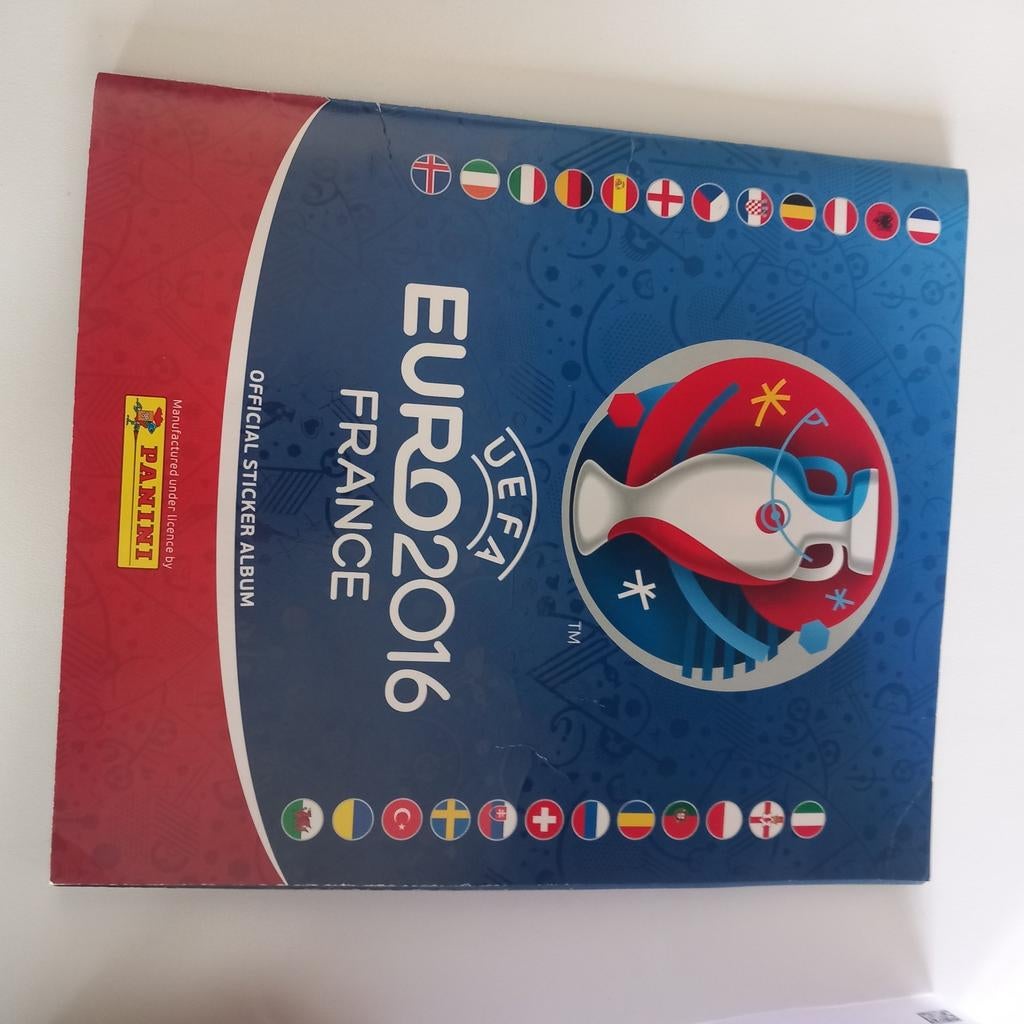 TM
UEFA
EURO2016
FRANCE
OFFICIAL STICKER ALBUM
Manufactured under licence by
PANINI